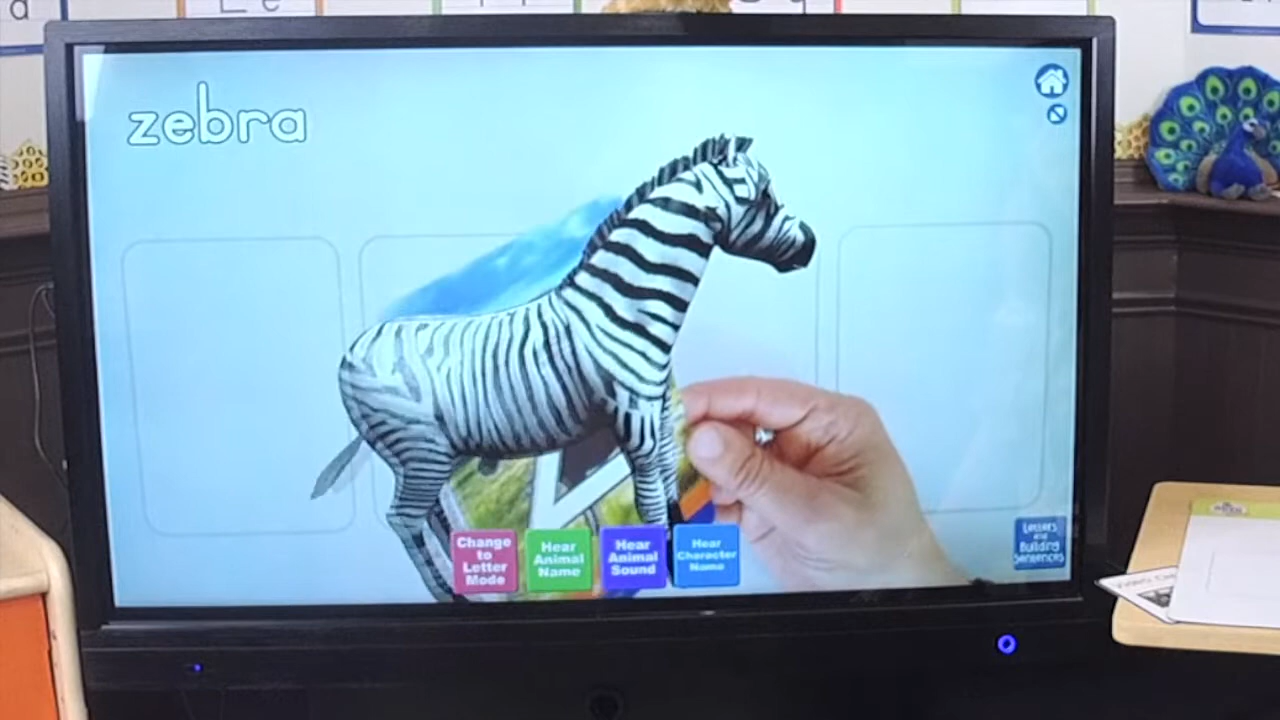 a
zebra
Change
to
Letter
Mode
Hear
Animal
Name
Hear
Animal
Sound
Hear
Character
Name
Letters
and
Building
Sentences